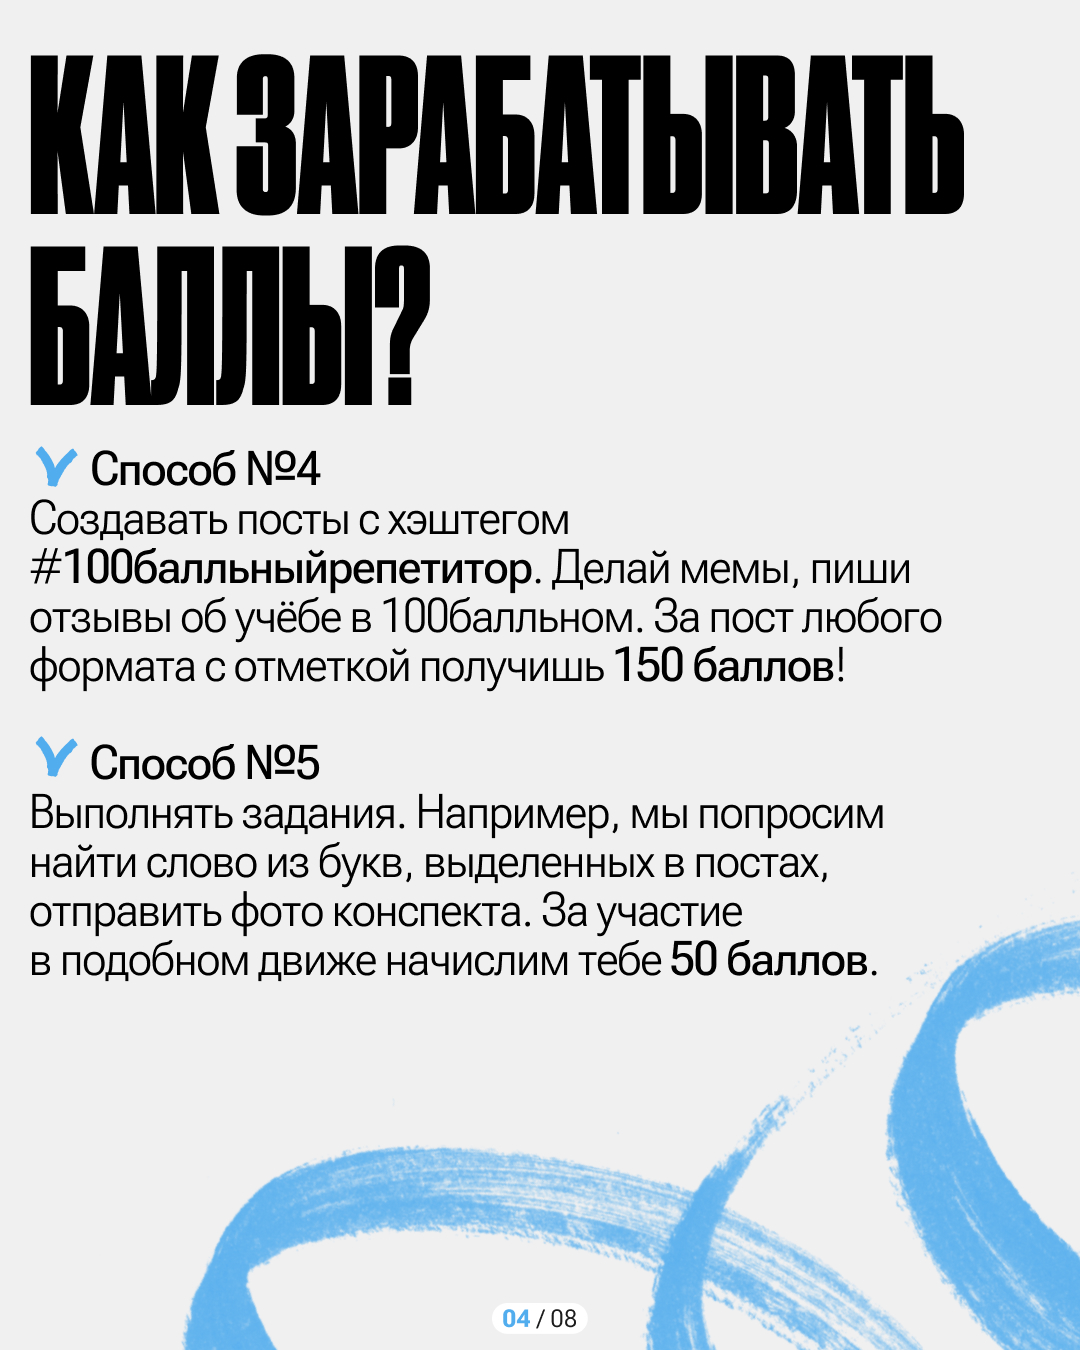 КАК ЗАРАБАТЫВАТЬ
БАЛЛЫ?
Способ №4
Создавать посты с хэштегом
#100балльныйрепетитор. Делай мемы, пиши
отзывы об учёбе в 100балльном. За пост любого
формата с отметкой получишь 150 баллов!
Способ №5
Выполнять задания. Например, мы попросим
найти слово из букв, выделенных в постах,
отправить фото конспекта. За участие
в подобном движе начислим тебе 50 баллов.
04 / 08